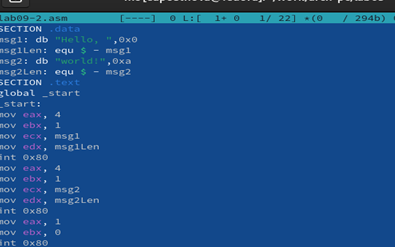 lab09-2.asm [----] 0 L:[ 1+ 0 1/ 22] *(0 / 294b)
SECTION .data
msg1: db "Hello, ",0x0
msg1Len: equ $ - msg1
msg2: db "world!",0xa
msg2Len: equ $ - msg2
SECTION .text
global _start
_start:
mov eax, 4
mov ebx, 1
mov ecx, msg1
mov edx, msg1Len
int 0x80
mov eax, 4
mov ebx, 1
mov ecx, msg2
mov edx, msg2Len
int 0x80
mov eax, 1
mov ebx, 0
int 0x80